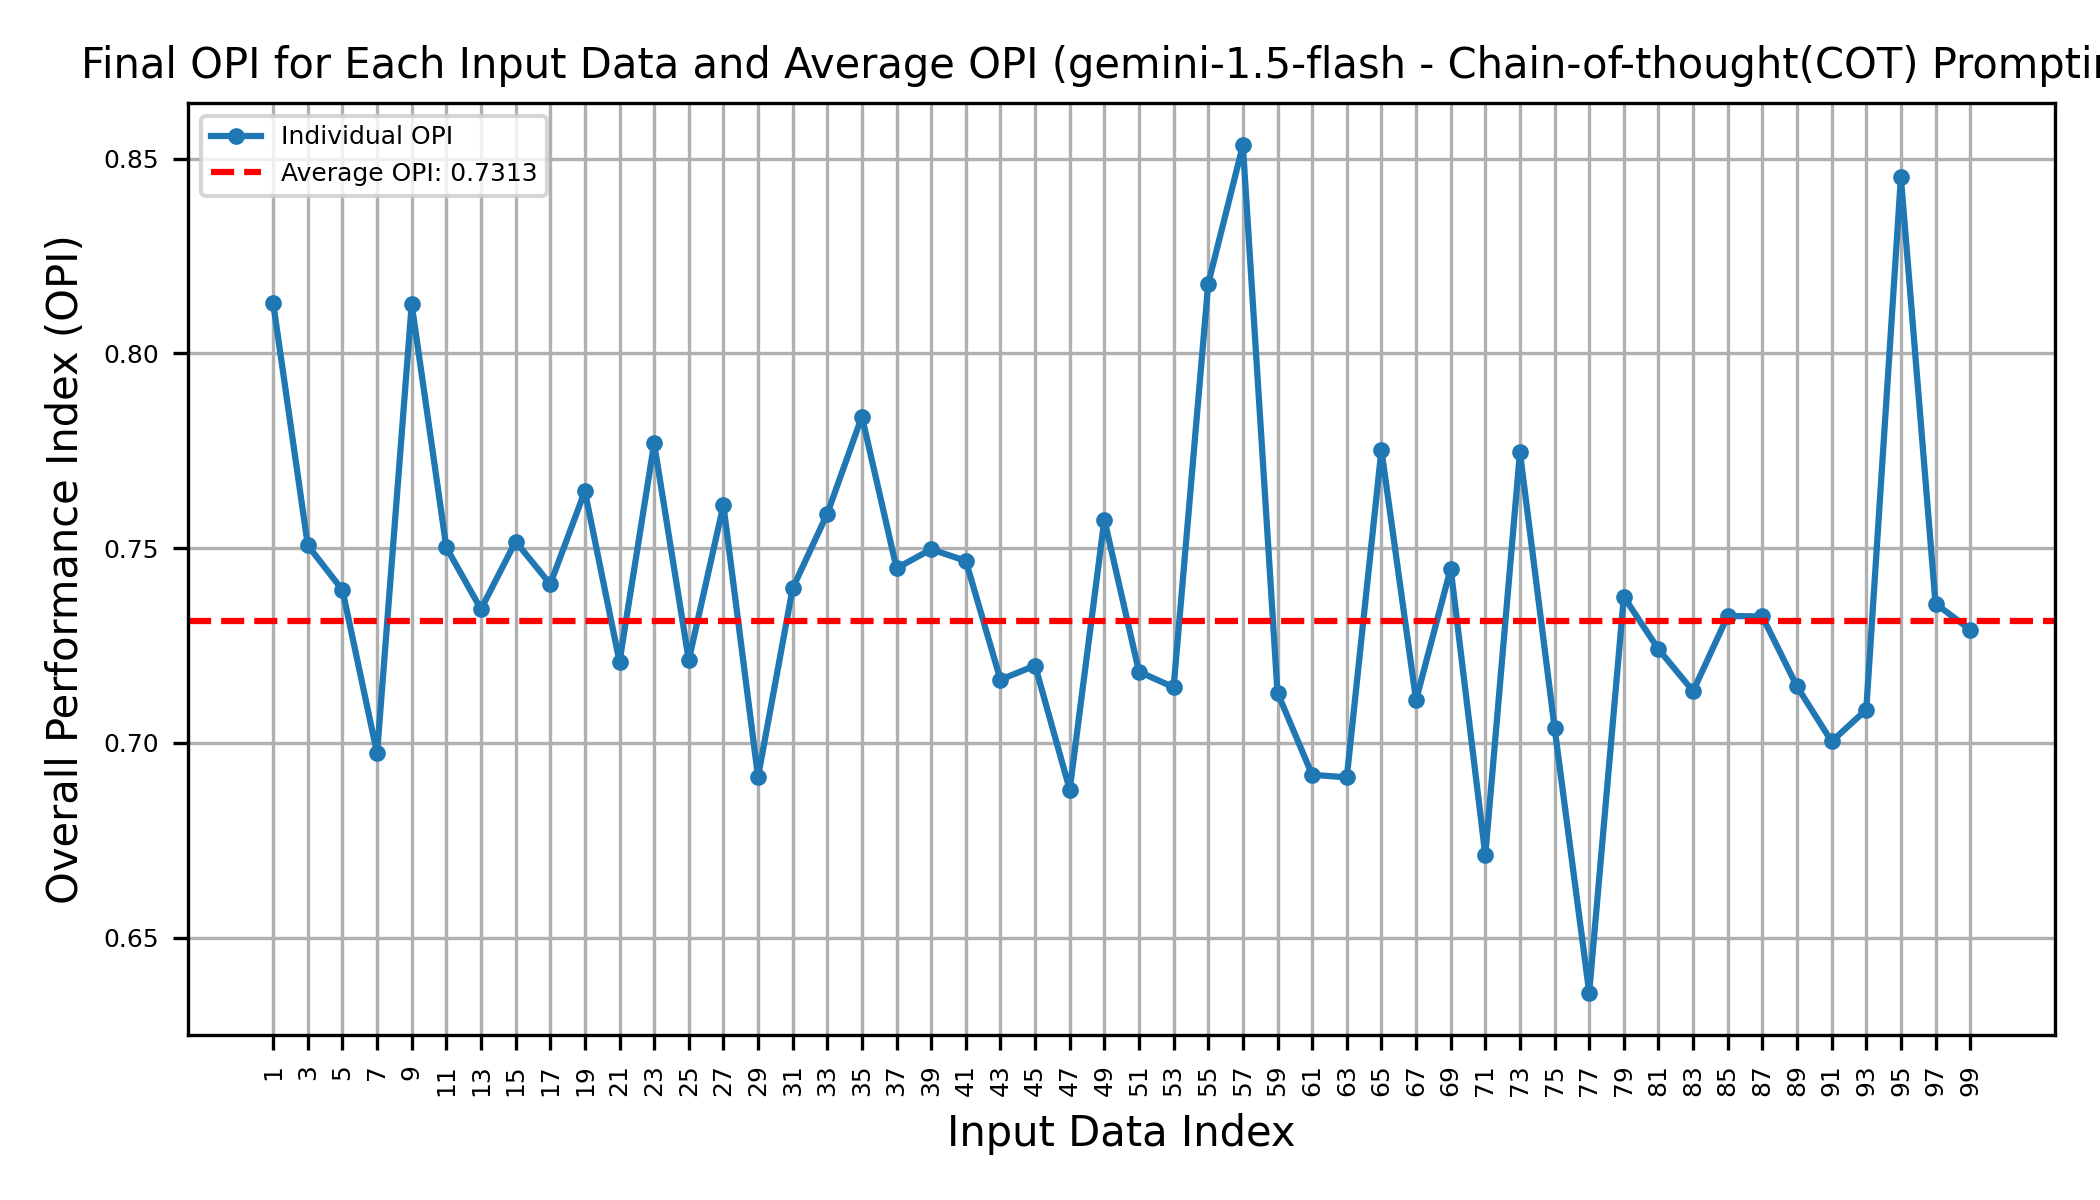 Final OPI for Each Input Data and Average OPI (gemini-1.5-flash - Chain-of-thought(COT) Promptin
Individual OPI
Average OPI: 0.7313
Overall Performance Index (OPI)
0.85
0.80
0.75
0.70
0.65
1 3 5 7 9 11 13 15 17 19 21 23 25 27 29 31 33 35 37 39 41 43 45 47 49 51 53 55 57 59 61 63 65 67 69 71 73 75 77 79 81 83 85 87 89 91 93 95 97 99
Input Data Index